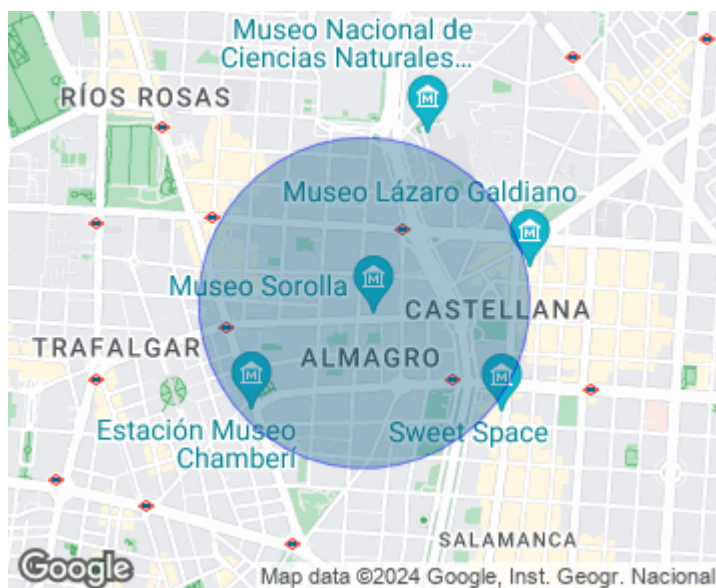 Museo Nacional de
Ciencias Naturales...
RÍOS ROSAS
Museo Lázaro Galdiano
Museo Sorolla
CASTELLANA
TRAFALGAR
ALMAGRO
Estación Museo
Chamberí
Sweet Space
SALAMANCA
Google
Map data ©2024 Google, Inst. Geogr. Nacional